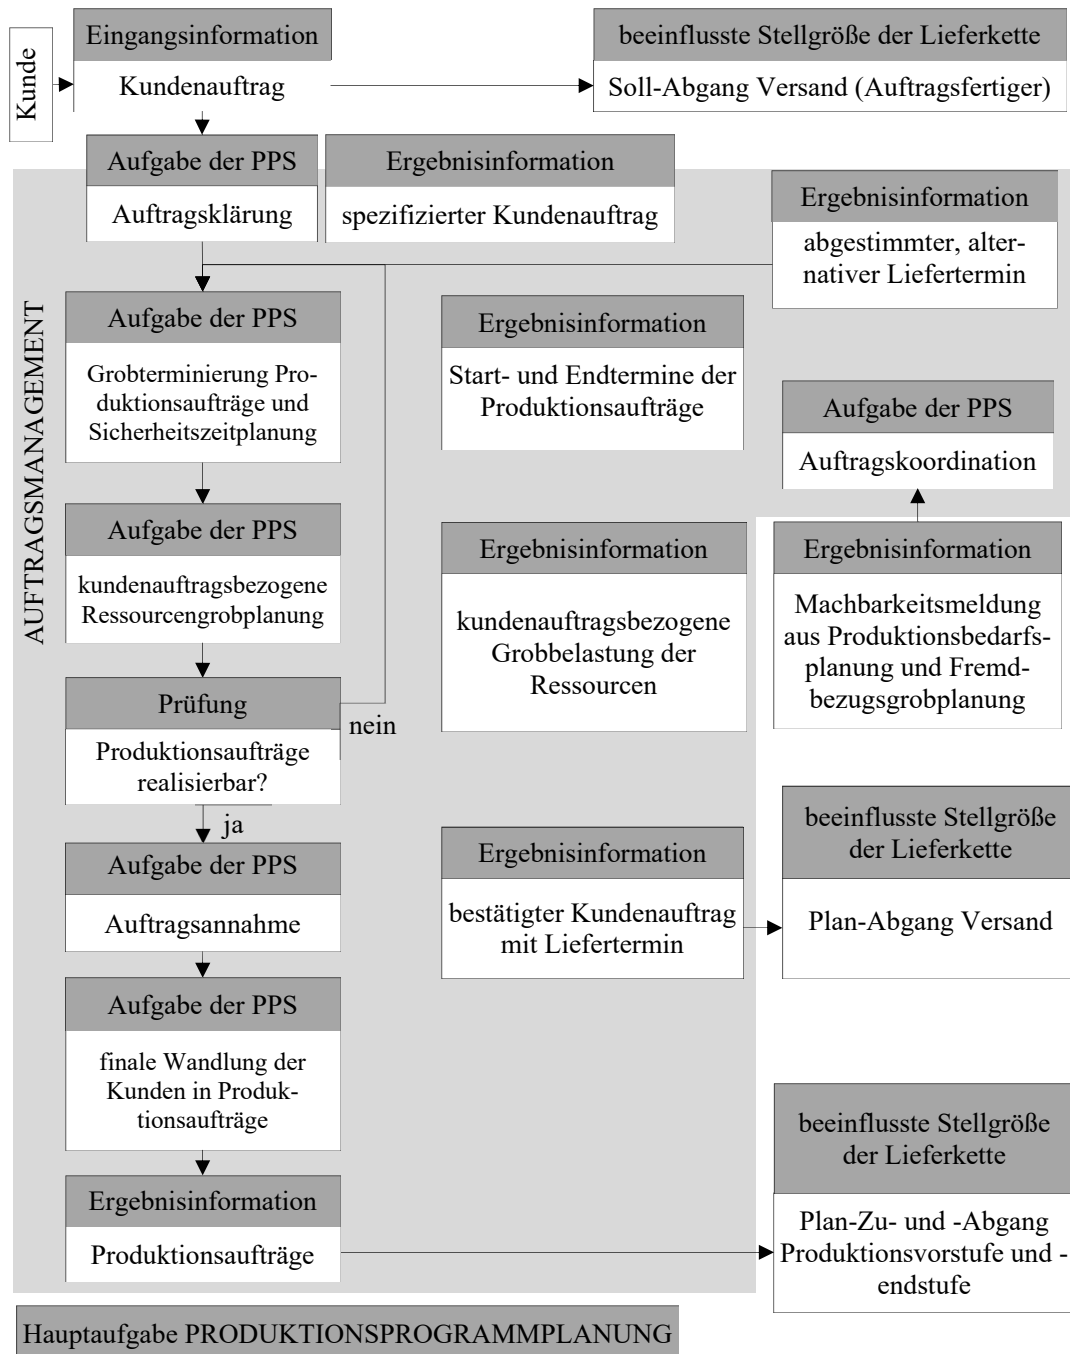 Kunde
Eingangsinformation
Kundenauftrag
beeinflusste Stellgröße der Lieferkette
Soll-Abgang Versand (Auftragsfertiger)
Aufgabe der PPS
Auftragsklärung
Ergebnisinformation
spezifizierter Kundenauftrag
Ergebnisinformation
abgestimmter, alter-
nativer Liefertermin
AUFTRAGSMANAGEMENT
Aufgabe der PPS
Grobterminierung Pro-
duktionsaufträge und
Sicherheitszeitplanung
Ergebnisinformation
Start- und Endtermine der
Produktionsaufträge
Aufgabe der PPS
Auftragskoordination
Aufgabe der PPS
kundenauftragsbezogene
Ressourcengrobplanung
Ergebnisinformation
kundenauftragsbezogene
Grobbelastung der
Ressourcen
Ergebnisinformation
Machbarkeitsmeldung
aus Produktionsbedarfs-
planung und Fremd-
bezugsgrobplanung
Prüfung
Produktionsaufträge
realisierbar?
nein
ja
Aufgabe der PPS
Auftragsannahme
Ergebnisinformation
bestätigter Kundenauftrag
mit Liefertermin
beeinflusste Stellgröße
der Lieferkette
Plan-Abgang Versand
Aufgabe der PPS
finale Wandlung der
Kunden in Produk-
tionsaufträge
Ergebnisinformation
Produktionsaufträge
beeinflusste Stellgröße
der Lieferkette
Plan-Zu- und -Abgang
Produktionsvorstufe und -
endstufe
Hauptaufgabe PRODUKTIONSPROGRAMMPLANUNG